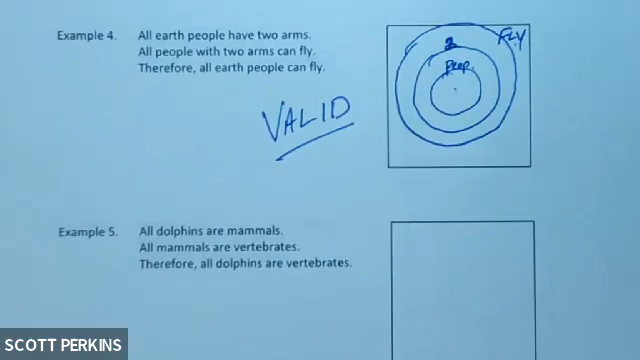 Example 4. All earth people have two arms.
All people with two arms can fly.
Therefore, all earth people can fly.
FLY
2
Peop.
VALID
Example 5. All dolphins are mammals.
All mammals are vertebrates.
Therefore, all dolphins are vertebrates.
SCOTT PERKINS